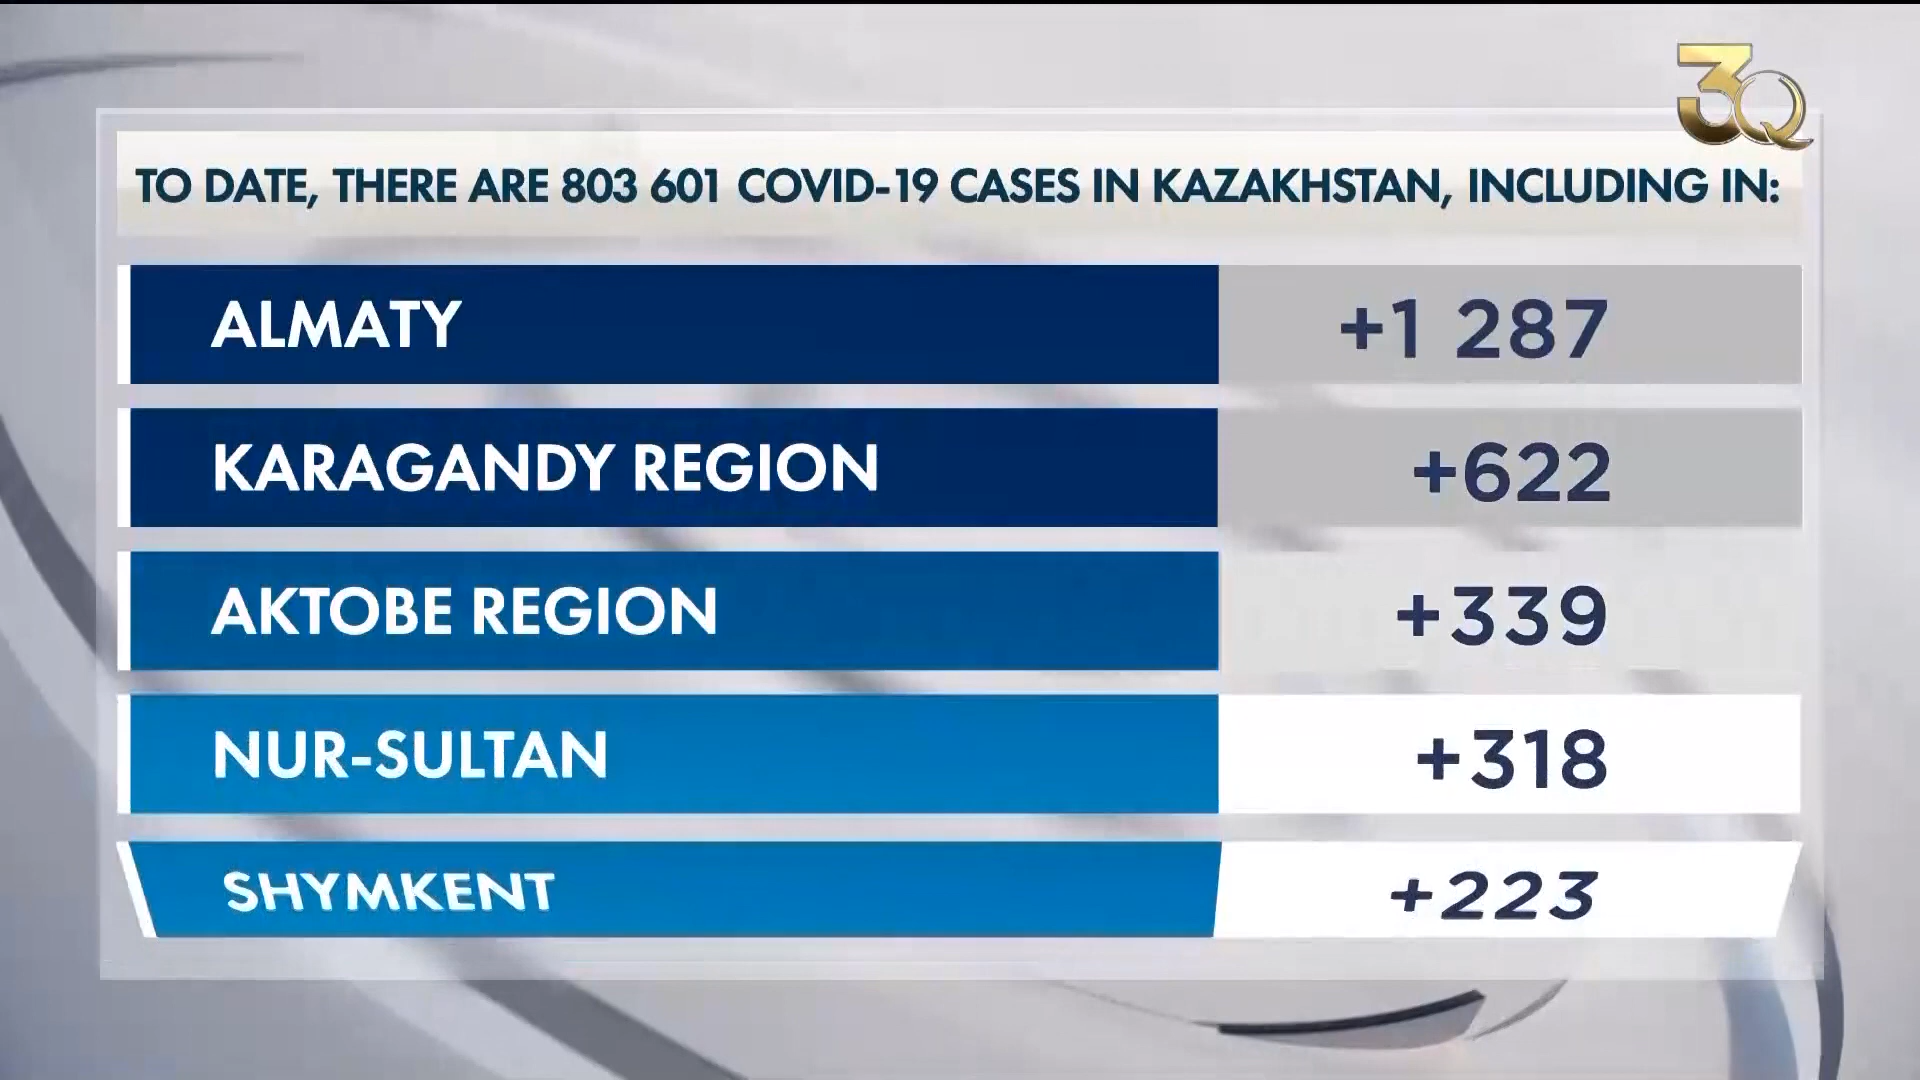 3Q
TO DATE, THERE ARE 803 601 COVID-19 CASES IN KAZAKHSTAN, INCLUDING IN:
ALMATY +1 287
KARAGANDY REGION +622
AKTOBE REGION +339
NUR-SULTAN +318
SHYMKENT +223